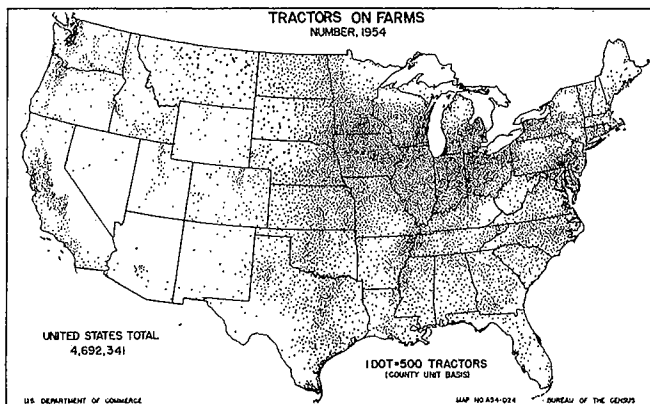 TRACTORS ON FARMS
NUMBER, 1954
UNITED STATES TOTAL
4,692,341
1 DOT=500 TRACTORS
(COUNTY UNIT BASIS)
U.S. DEPARTMENT OF COMMERCE
MAP NO. A54-024
BUREAU OF THE CENSUS